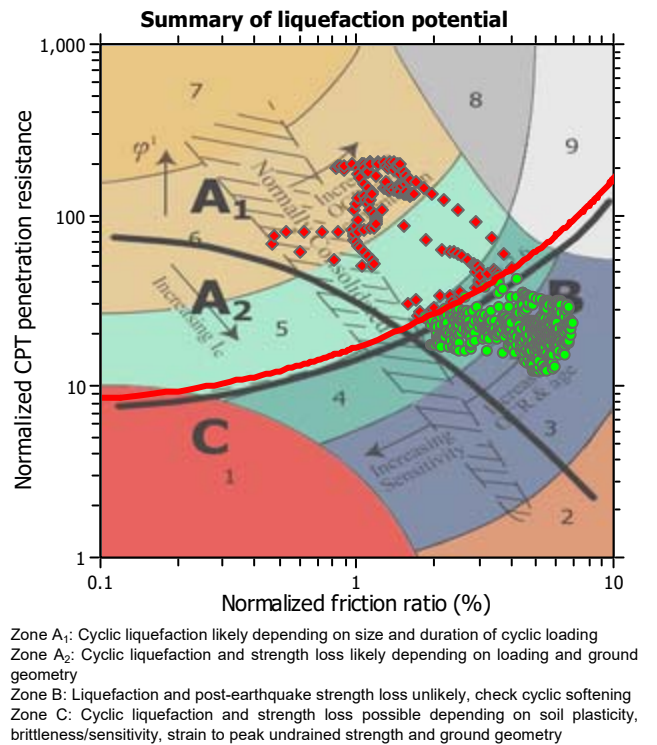 Summary of liquefaction potential
1,000
7
8
9
φ'
A1
Increasing
Normally Consolidated
6
100
A2
B
Increasing Ic
5
10
4
Increasing
OCR & age
3
C
Increasing
Sensitivity
1
2
1
0.1
1
10
Normalized CPT penetration resistance
Normalized friction ratio (%)
Zone A1: Cyclic liquefaction likely depending on size and duration of cyclic loading
Zone A2: Cyclic liquefaction and strength loss likely depending on loading and ground
geometry
Zone B: Liquefaction and post-earthquake strength loss unlikely, check cyclic softening
Zone C: Cyclic liquefaction and strength loss possible depending on soil plasticity,
brittleness/sensitivity, strain to peak undrained strength and ground geometry